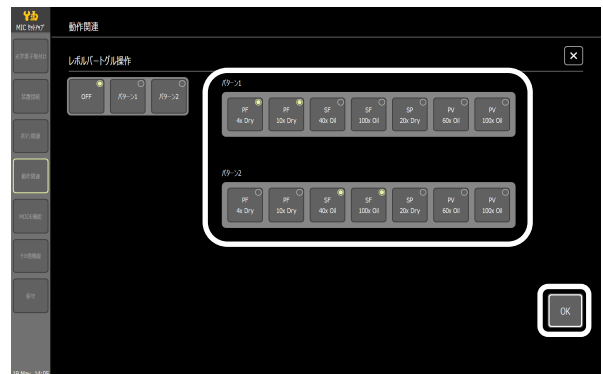 MIC セットアップ
動作関連
レボルバートグル操作
OFF
パターン1
パターン2
パターン1
PF
4x Dry
PF
10x Dry
SF
40x Oil
SF
100x Oil
SP
20x Dry
PV
60x Oil
PV
100x Oil
パターン2
PF
4x Dry
PF
10x Dry
SF
40x Oil
SF
100x Oil
SP
20x Dry
PV
60x Oil
PV
100x Oil
動作関連
OK